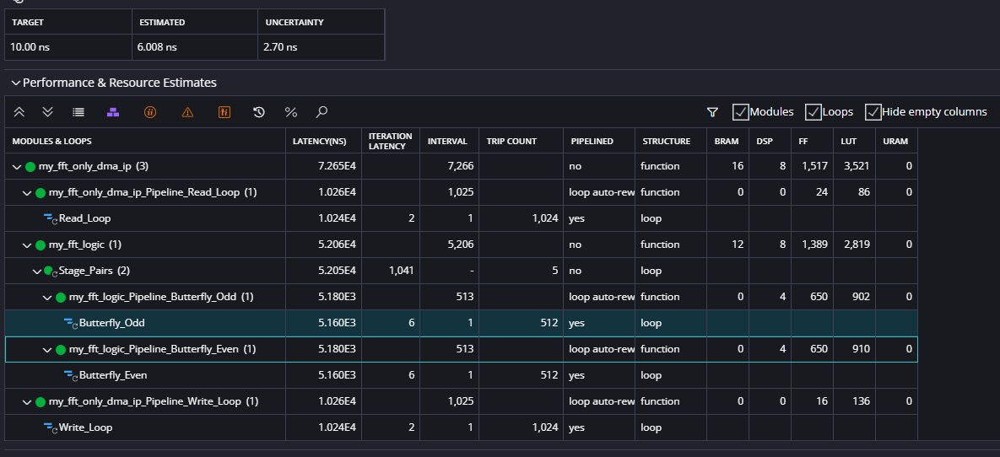 TARGET ESTIMATED UNCERTAINTY
10.00 ns 6.008 ns 2.70 ns
Performance & Resource Estimates
Modules Loops Hide empty columns
MODULES & LOOPS LATENCY(NS) ITERATION LATENCY INTERVAL TRIP COUNT PIPELINED STRUCTURE BRAM DSP FF LUT URAM
my_fft_only_dma_ip (3) 7.265E4 7,266 no function 16 8 1,517 3,521 0
my_fft_only_dma_ip_Pipeline_Read_Loop (1) 1.026E4 1,025 loop auto-rew function 0 0 24 86 0
Read_Loop 1.024E4 2 1 1,024 yes loop
my_fft_logic (1) 5.206E4 5,206 no function 12 8 1,389 2,819 0
Stage_Pairs (2) 5.205E4 1,041 - 5 no loop
my_fft_logic_Pipeline_Butterfly_Odd (1) 5.180E3 513 loop auto-rew function 0 4 650 902 0
Butterfly_Odd 5.160E3 6 1 512 yes loop
my_fft_logic_Pipeline_Butterfly_Even (1) 5.180E3 513 loop auto-rew function 0 4 650 910 0
Butterfly_Even 5.160E3 6 1 512 yes loop
my_fft_only_dma_ip_Pipeline_Write_Loop (1) 1.026E4 1,025 loop auto-rew function 0 0 16 136 0
Write_Loop 1.024E4 2 1 1,024 yes loop